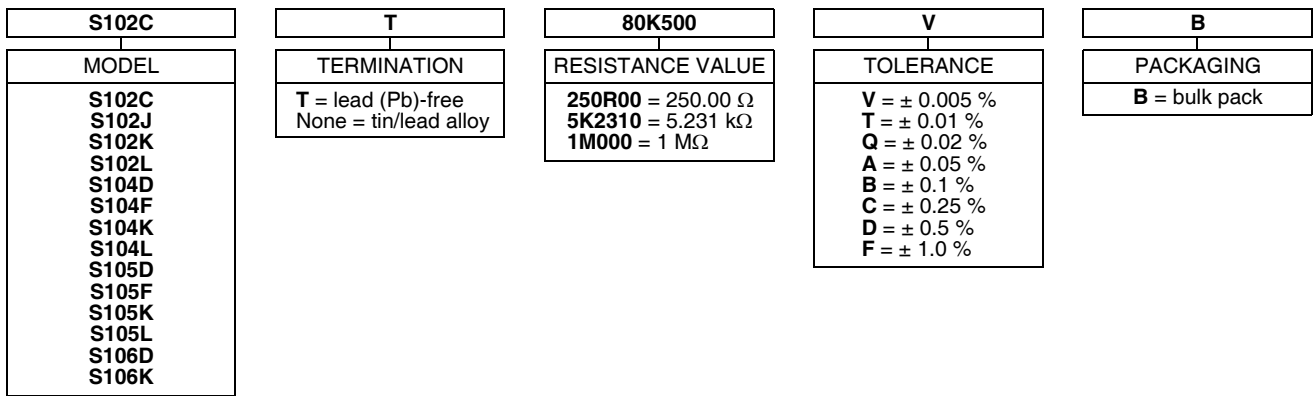 S102C
T
80K500
V
B
MODEL
S102C
S102J
S102K
S102L
S104D
S104F
S104K
S104L
S105D
S105F
S105K
S105L
S106D
S106K
TERMINATION
T = lead (Pb)-free
None = tin/lead alloy
RESISTANCE VALUE
250R00 = 250.00 Ω
5K2310 = 5.231 kΩ
1M000 = 1 MΩ
TOLERANCE
V = ± 0.005 %
T = ± 0.01 %
Q = ± 0.02 %
A = ± 0.05 %
B = ± 0.1 %
C = ± 0.25 %
D = ± 0.5 %
F = ± 1.0 %
PACKAGING
B = bulk pack